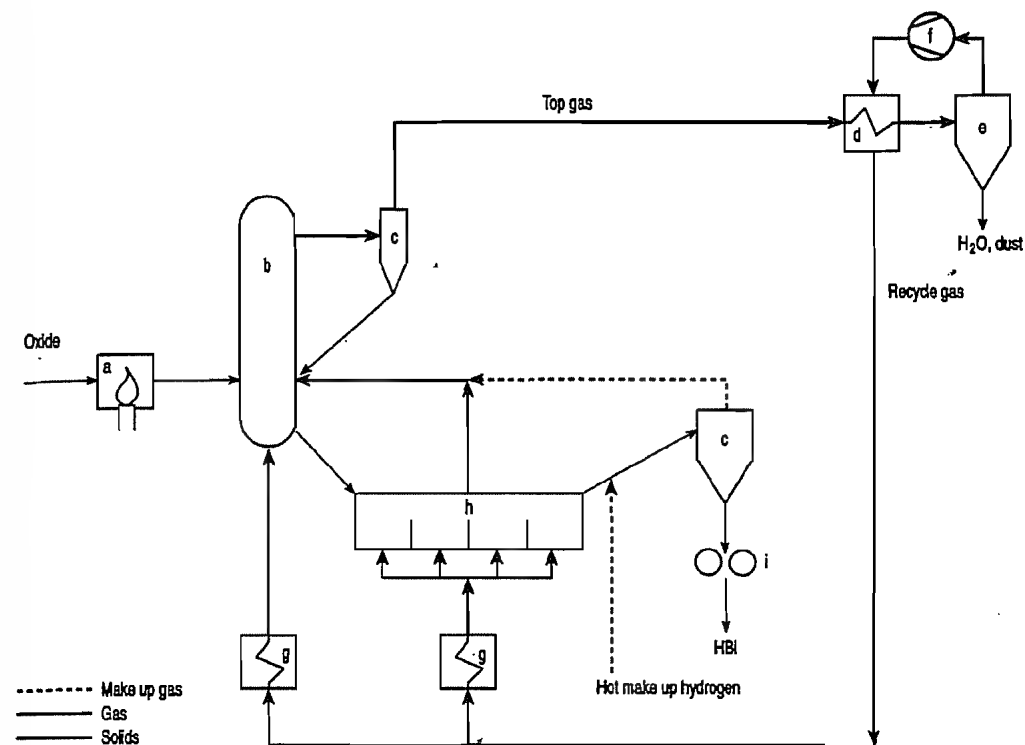 f
Top gas
d
e
c
b
H₂O, dust
Recycle gas
Oxide
a
c
h
i
g
g
HBI
Hot make up hydrogen
Make up gas
Gas
Solids